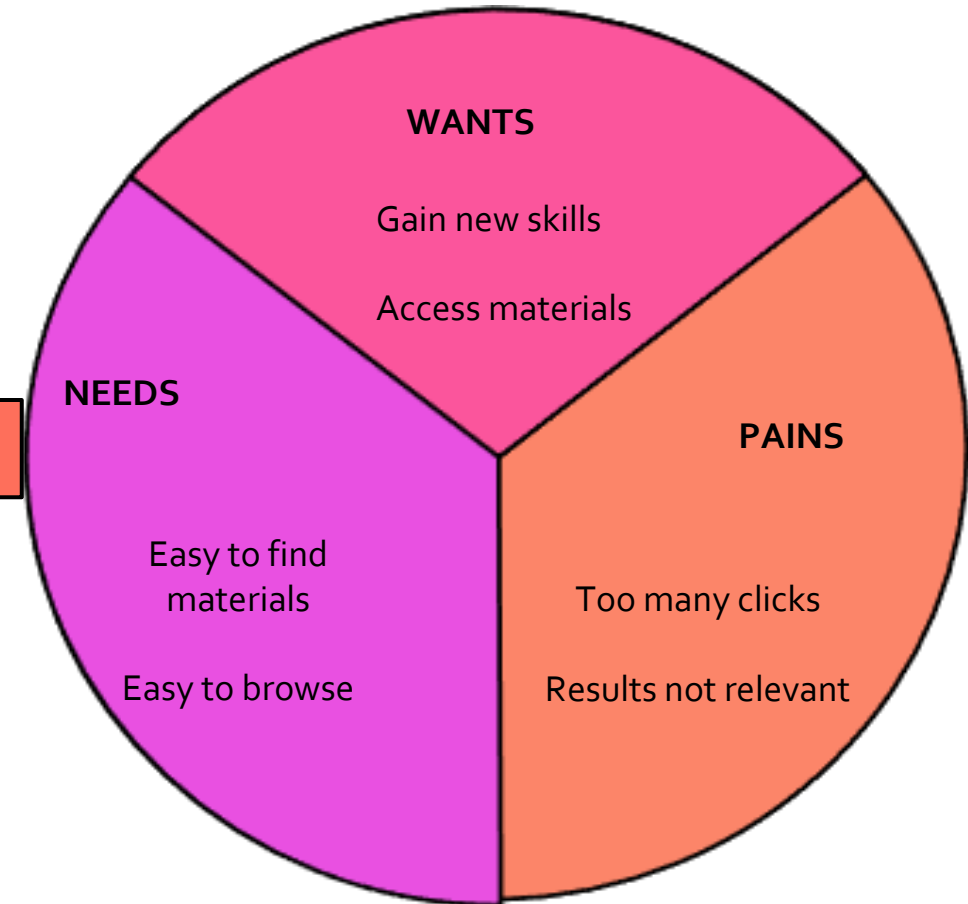 WANTS
Gain new skills
Access materials
NEEDS
Easy to find
materials
Easy to browse
PAINS
Too many clicks
Results not relevant